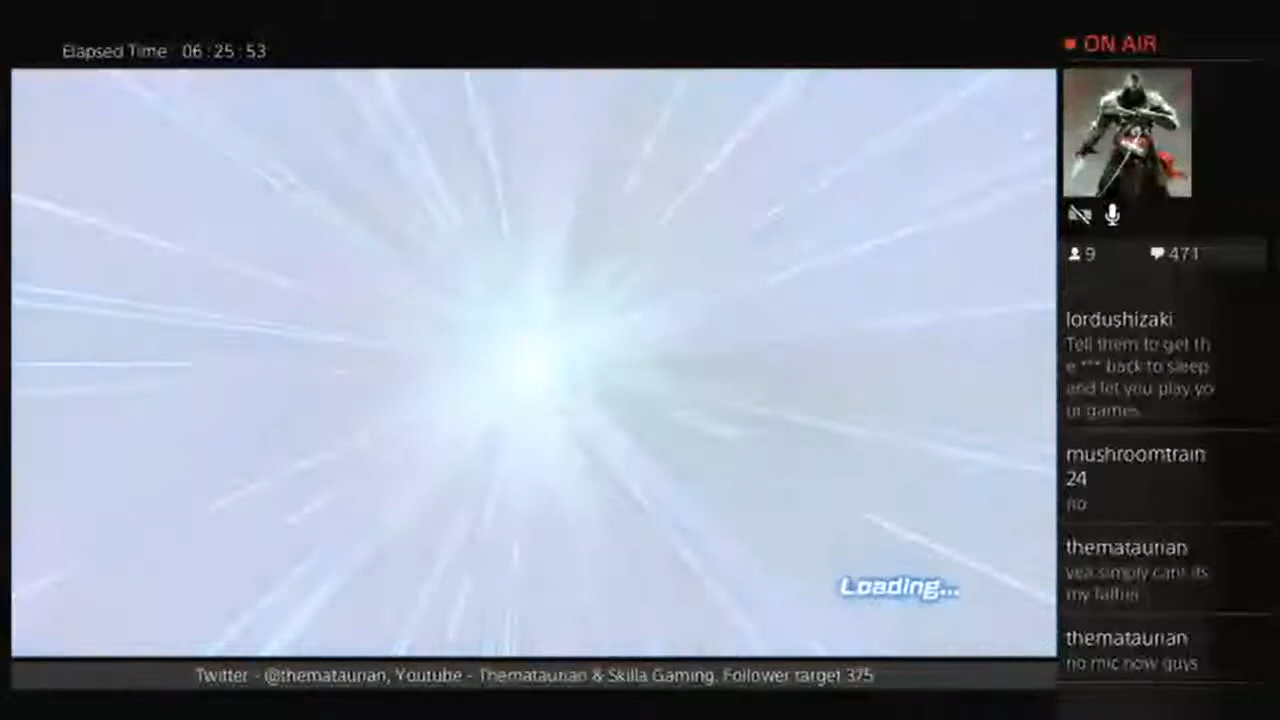 Elapsed Time 06:25:53
ON AIR
9 471
lordushizaki
Tell them to get th
e *** back to sleep
and let you play yo
ur games
mushroomtrain
24
no
themataurian
yea simply cant its
my father
themataurian
no mic now guys
Loading...
Twitter - @themataurian, Youtube - Themataurian & Skilla Gaming. Follower target 375